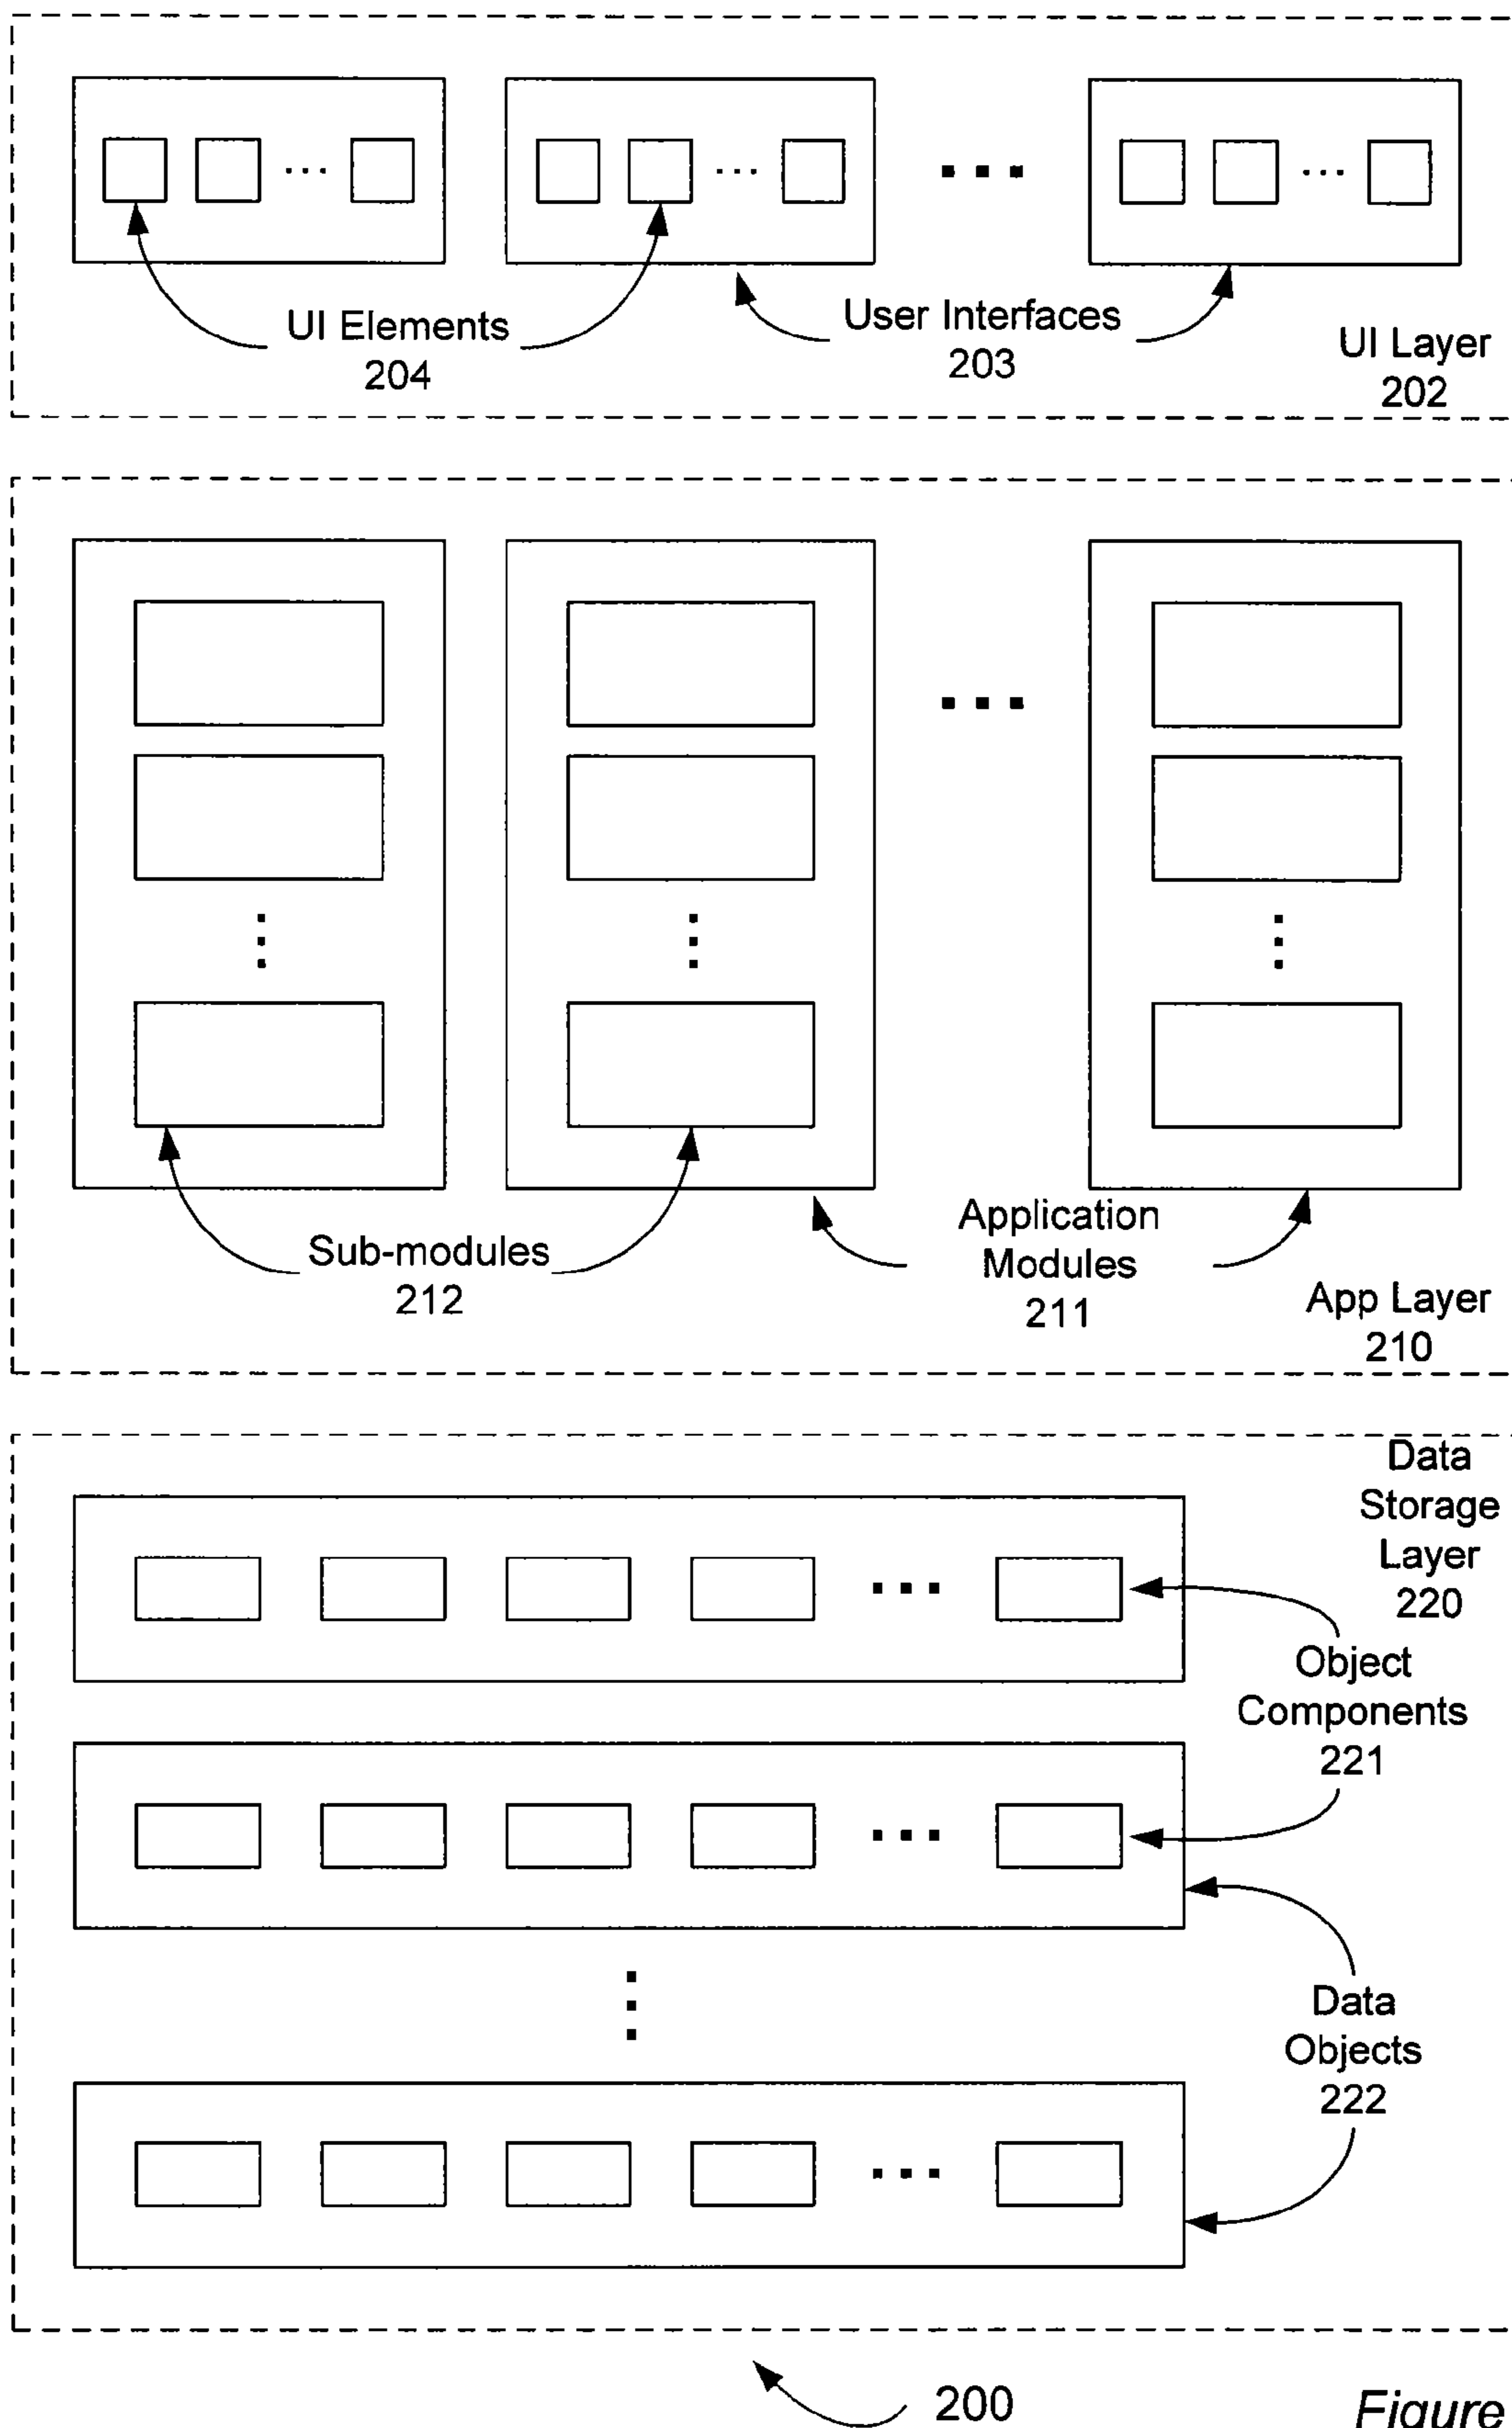 UI Elements
204
User Interfaces
203
UI Layer
202
Sub-modules
212
Application
Modules
211
App Layer
210
Data
Storage
Layer
220
Object
Components
221
Data
Objects
222
200
Figure